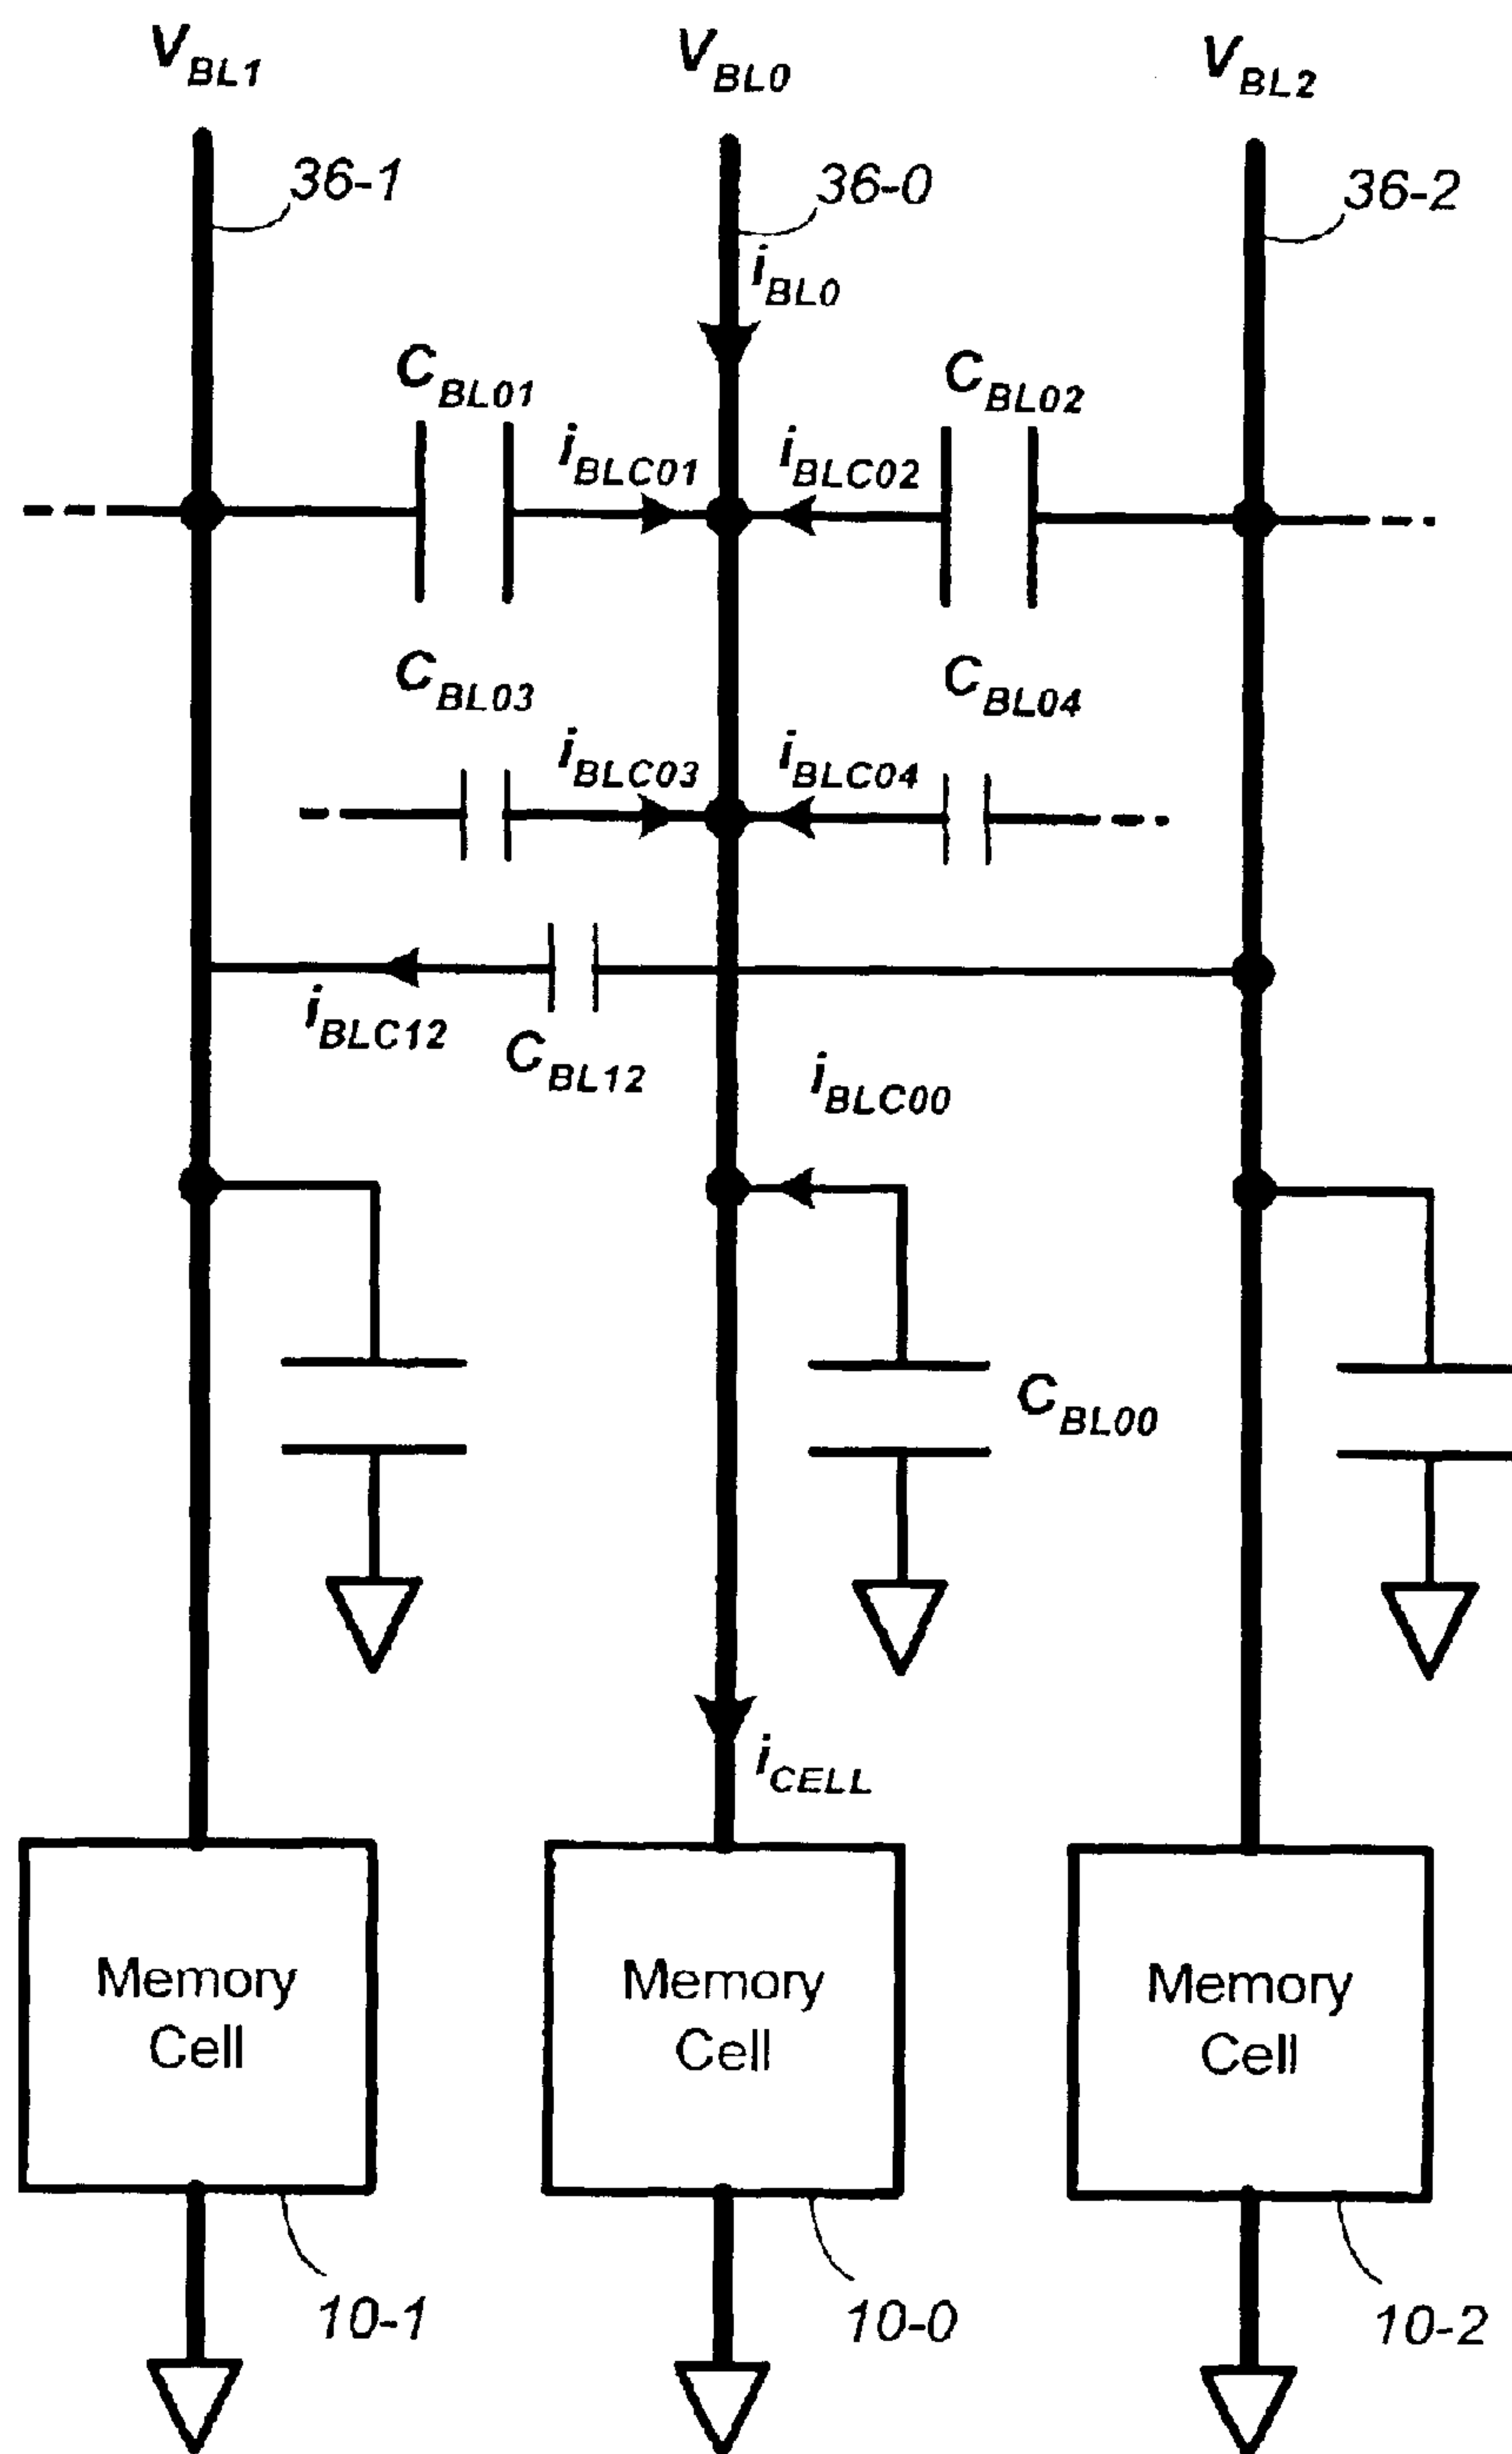 V_BL1
V_BL0
V_BL2
36-1
36-0
36-2
i_BL0
C_BL01
C_BL02
i_BLC01
i_BLC02
C_BL03
C_BL04
i_BLC03
i_BLC04
i_BLC12
C_BL12
i_BLC00
C_BL00
i_CELL
Memory
Cell
Memory
Cell
Memory
Cell
10-1
10-0
10-2